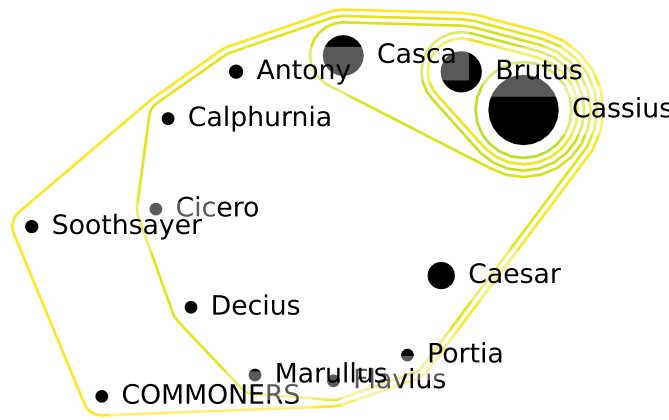 Casca
Antony
Brutus
Cassius
Calphurnia
Cicero
Soothsayer
Caesar
Decius
Portia
Marullus
Flavius
COMMONERS